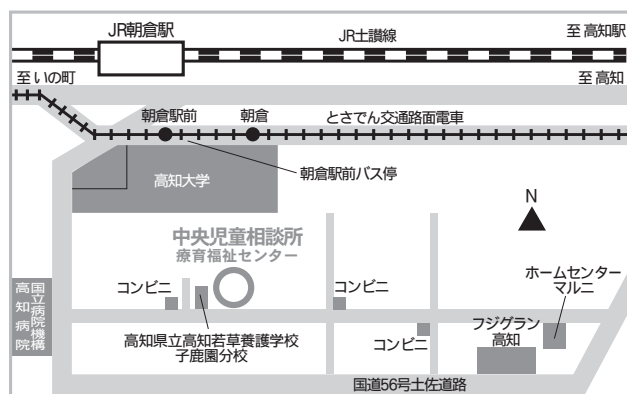 JR朝倉駅
JR土讃線
至 高知駅
至 いの町
至 高知
朝倉駅前
朝倉
とさでん交通路面電車
朝倉駅前バス停
高知大学
N
中央児童相談所
療育福祉センター
ホームセンター
マルニ
コンビニ
コンビニ
国立病院機構
高知病院
高知県立高知若草養護学校
子鹿園分校
コンビニ
フジグラン
高知
国道56号土佐道路